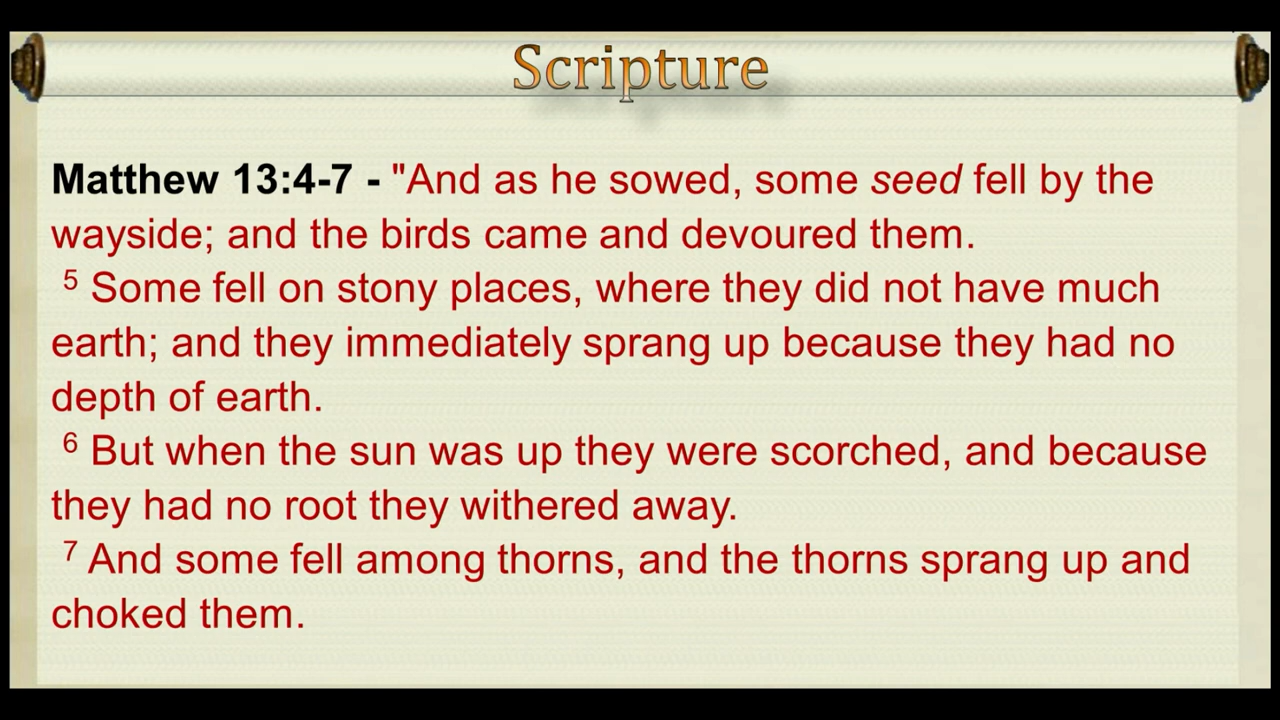 Scripture
Matthew 13:4-7 - "And as he sowed, some seed fell by the
wayside; and the birds came and devoured them.
5 Some fell on stony places, where they did not have much
earth; and they immediately sprang up because they had no
depth of earth.
6 But when the sun was up they were scorched, and because
they had no root they withered away.
7 And some fell among thorns, and the thorns sprang up and
choked them.